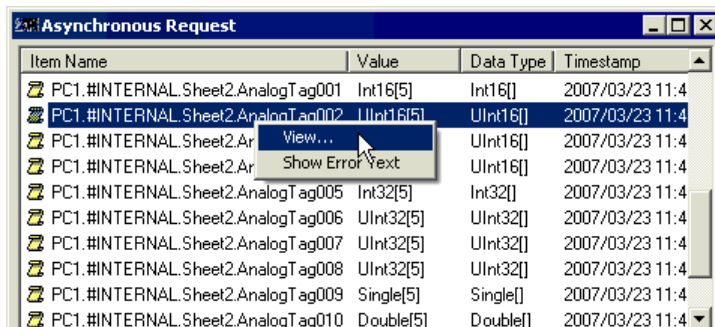 Asynchronous Request
Item Name Value Data Type Timestamp
PC1.#INTERNAL.Sheet2.AnalogTag001 Int16[5] Int16[] 2007/03/23 11:4
PC1.#INTERNAL.Sheet2.AnalogTag002 UInt16[5] UInt16[] 2007/03/23 11:4
PC1.#INTERNAL.Sheet2.Ar View... UInt16[] 2007/03/23 11:4
PC1.#INTERNAL.Sheet2.Ar Show Error Text UInt16[] 2007/03/23 11:4
PC1.#INTERNAL.Sheet2.AnalogTag005 Int32[5] Int32[] 2007/03/23 11:4
PC1.#INTERNAL.Sheet2.AnalogTag006 UInt32[5] UInt32[] 2007/03/23 11:4
PC1.#INTERNAL.Sheet2.AnalogTag007 UInt32[5] UInt32[] 2007/03/23 11:4
PC1.#INTERNAL.Sheet2.AnalogTag008 UInt32[5] UInt32[] 2007/03/23 11:4
PC1.#INTERNAL.Sheet2.AnalogTag009 Single[5] Single[] 2007/03/23 11:4
PC1.#INTERNAL.Sheet2.AnalogTag010 Double[5] Double[] 2007/03/23 11:4